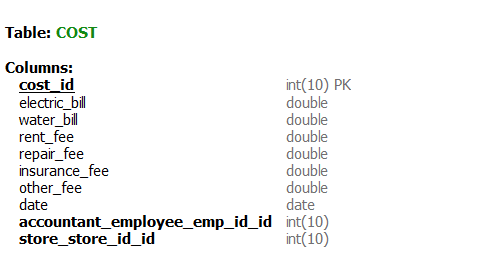 Table: COST
Columns:
cost_id int(10) PK
electric_bill double
water_bill double
rent_fee double
repair_fee double
insurance_fee double
other_fee double
date date
accountant_employee_emp_id_id int(10)
store_store_id_id int(10)